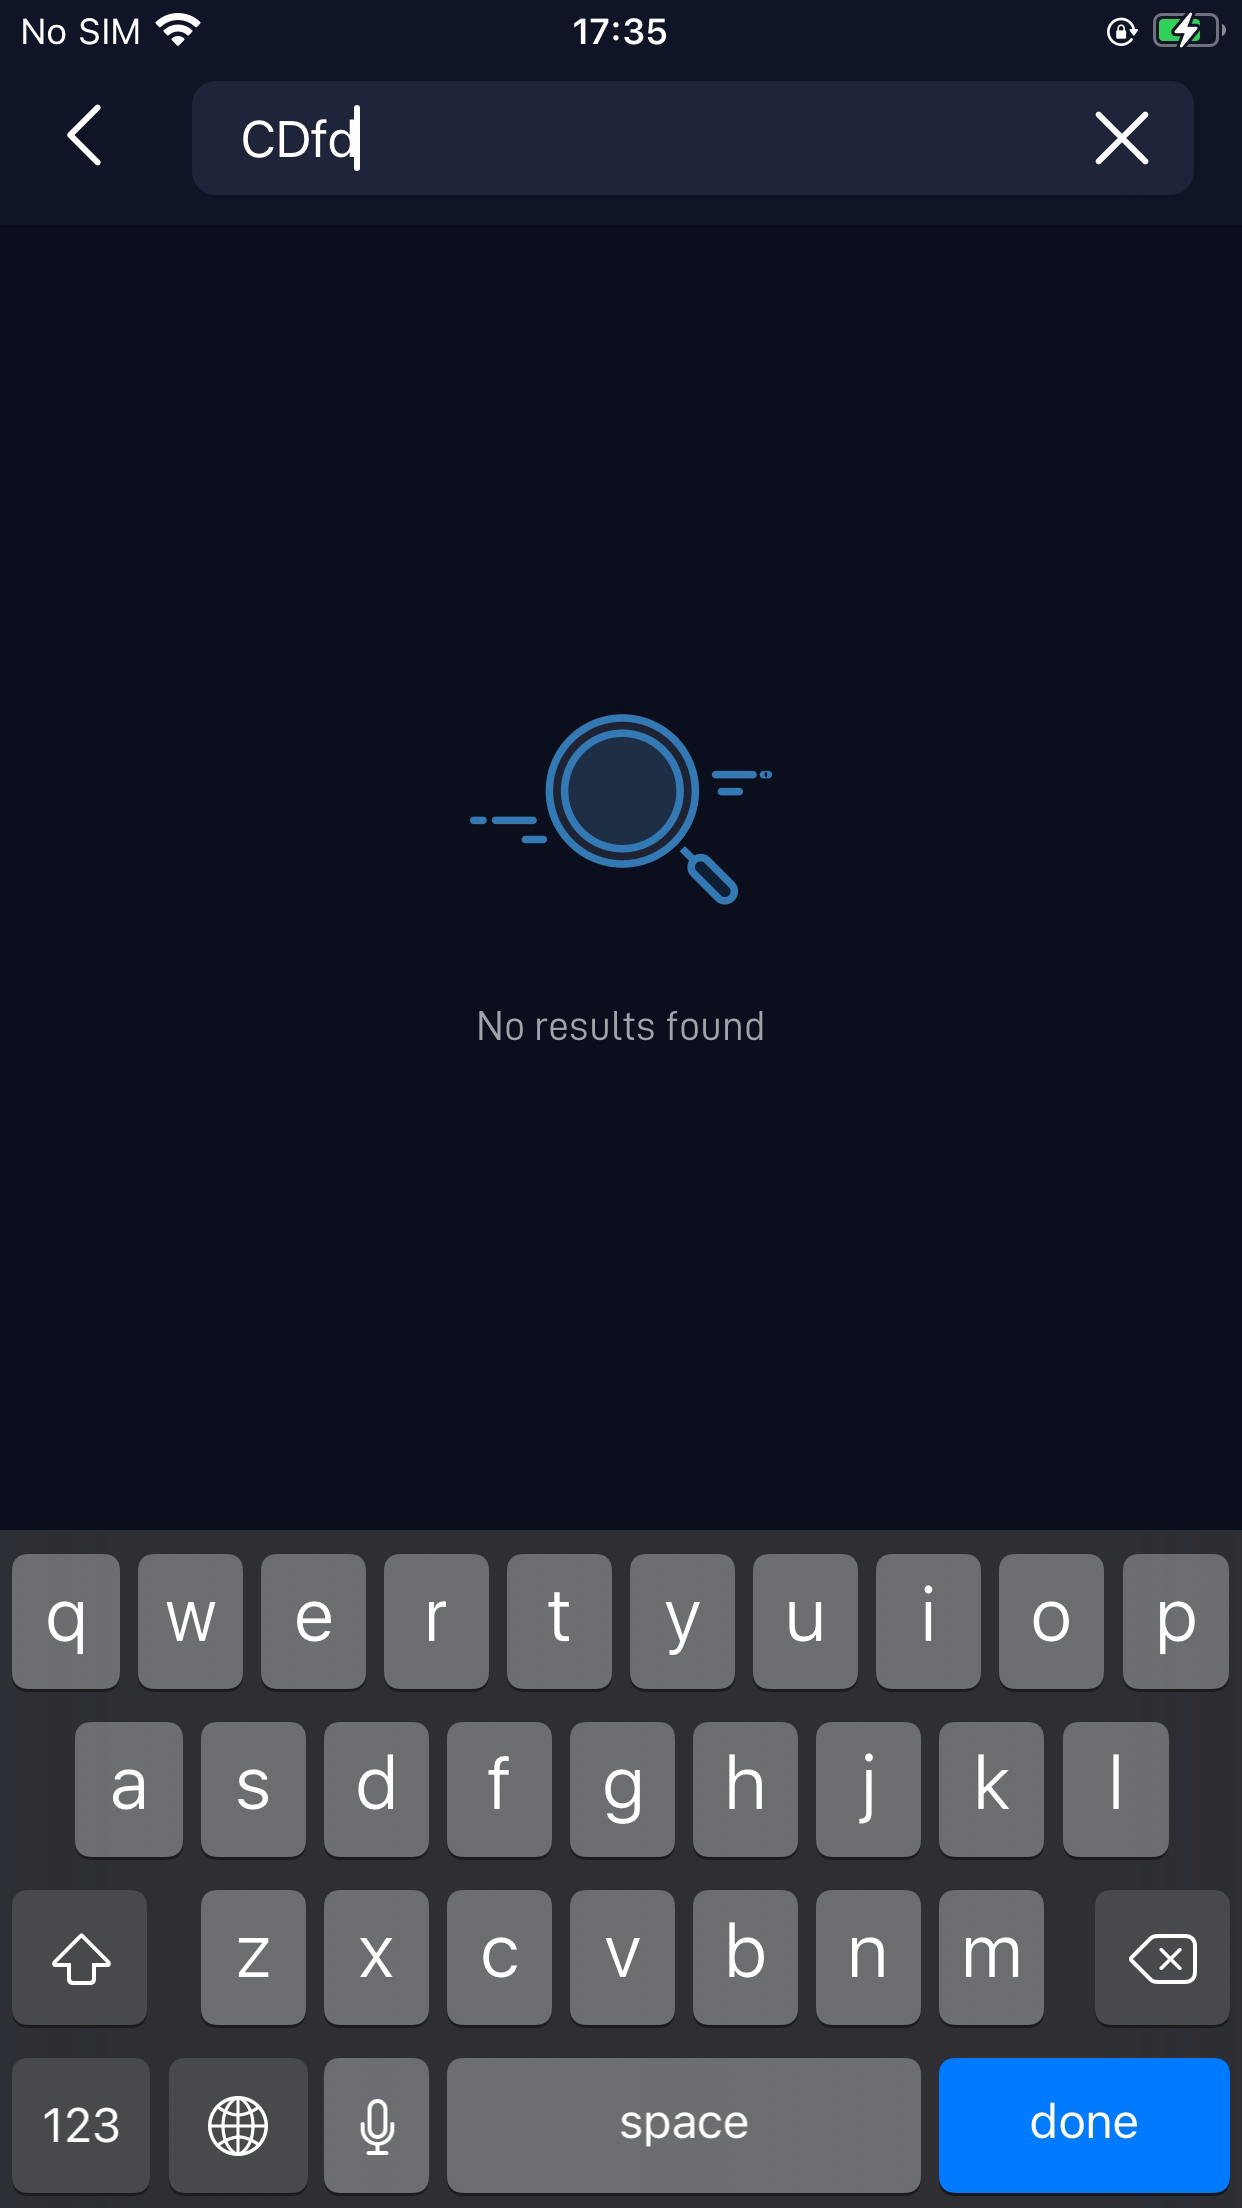 No SIM 17:35
CDfd
No results found
q w e r t y u i o p
a s d f g h j k l
z x c v b n m
123 space done